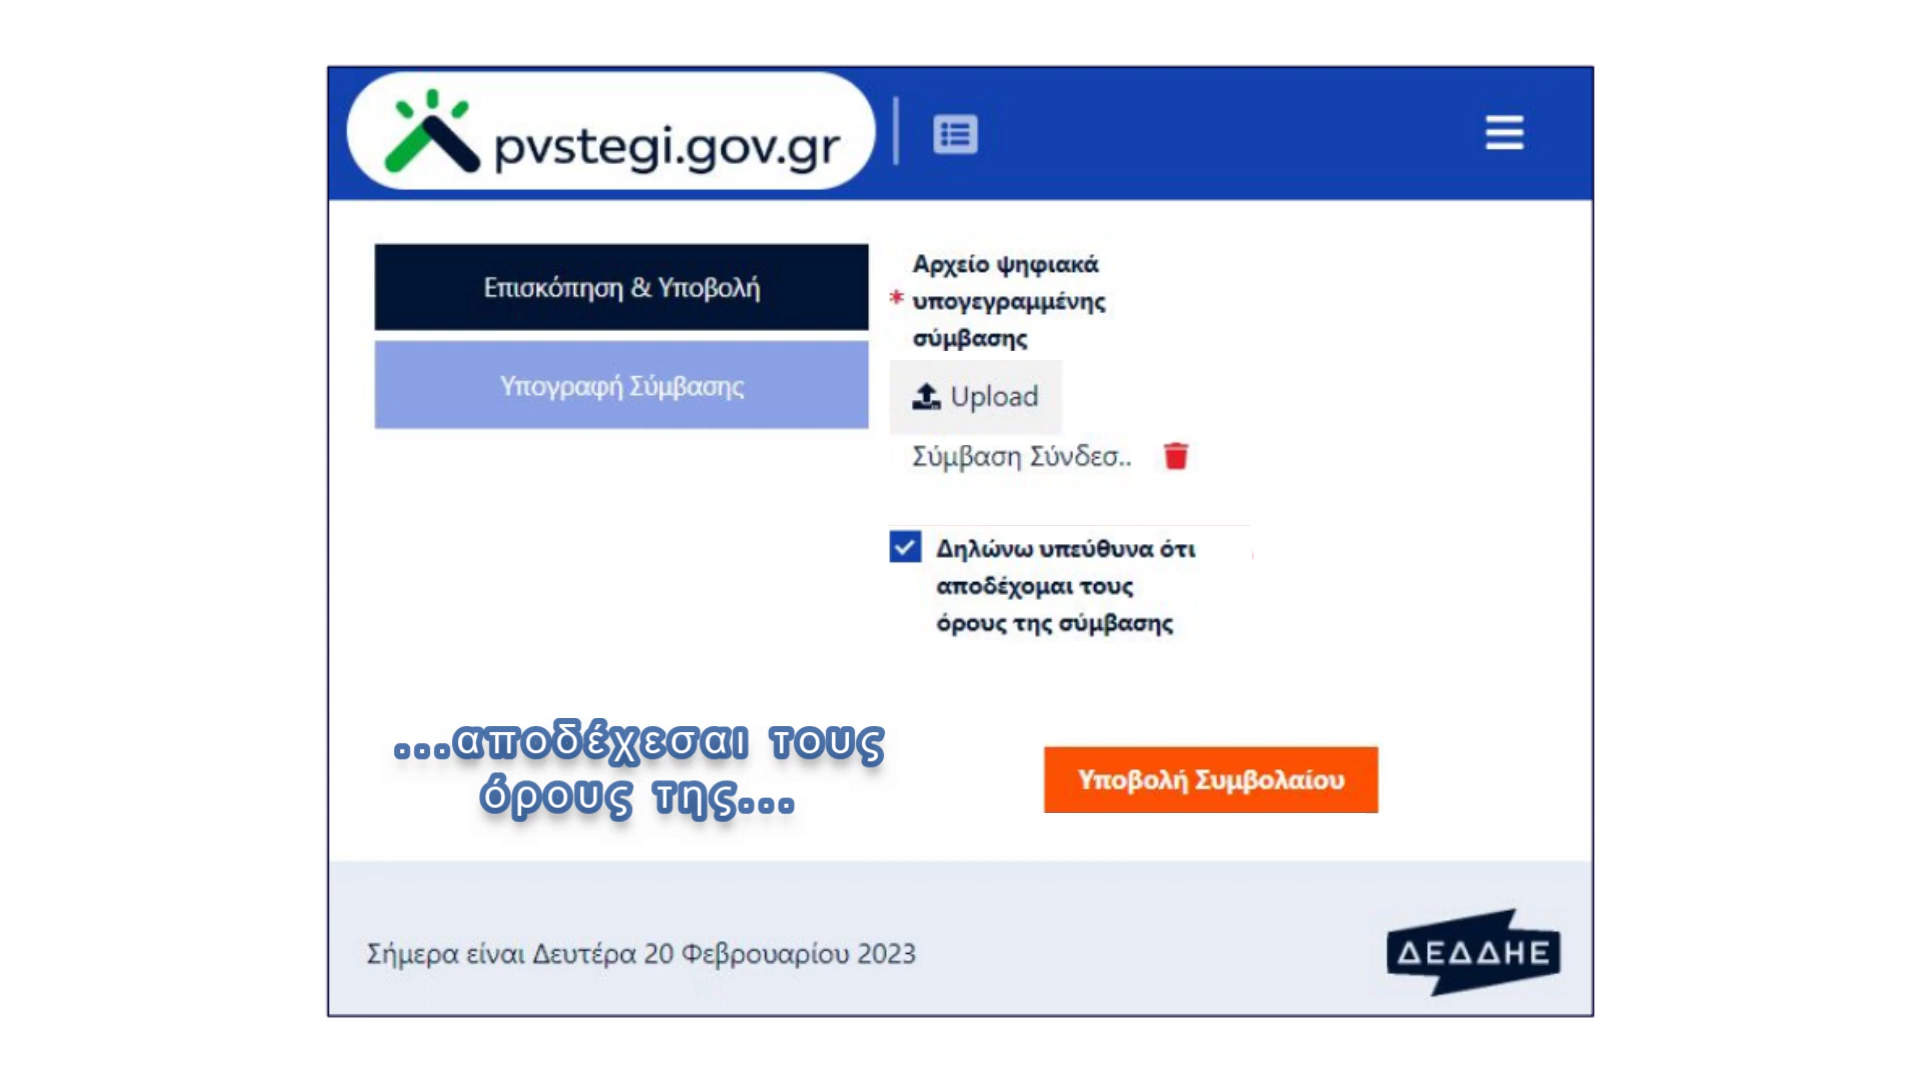 pvstegi.gov.gr
Επισκόπηση & Υποβολή
Υπογραφή Σύμβασης
Αρχείο ψηφιακά
* υπογεγραμμένης
σύμβασης
Upload
Σύμβαση Σύνδεσ..
Δηλώνω υπεύθυνα ότι
αποδέχομαι τους
όρους της σύμβασης
...αποδέχεσαι τους
όρους της...
Υποβολή Συμβολαίου
Σήμερα είναι Δευτέρα 20 Φεβρουαρίου 2023
ΔΕΔΔΗΕ